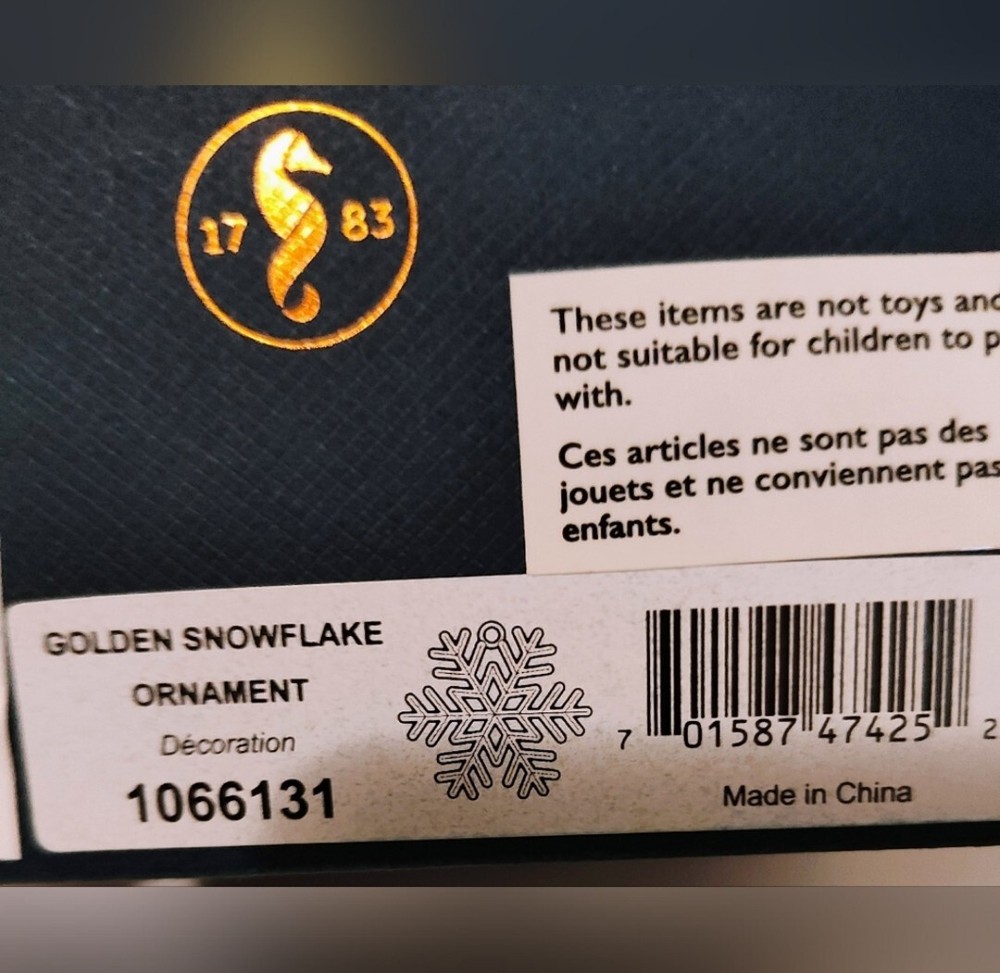 17 83
These items are not toys and
not suitable for children to p
with.
Ces articles ne sont pas des
jouets et ne conviennent pas
enfants.
GOLDEN SNOWFLAKE
ORNAMENT
Décoration
1066131
7 01587 47425 2
Made in China